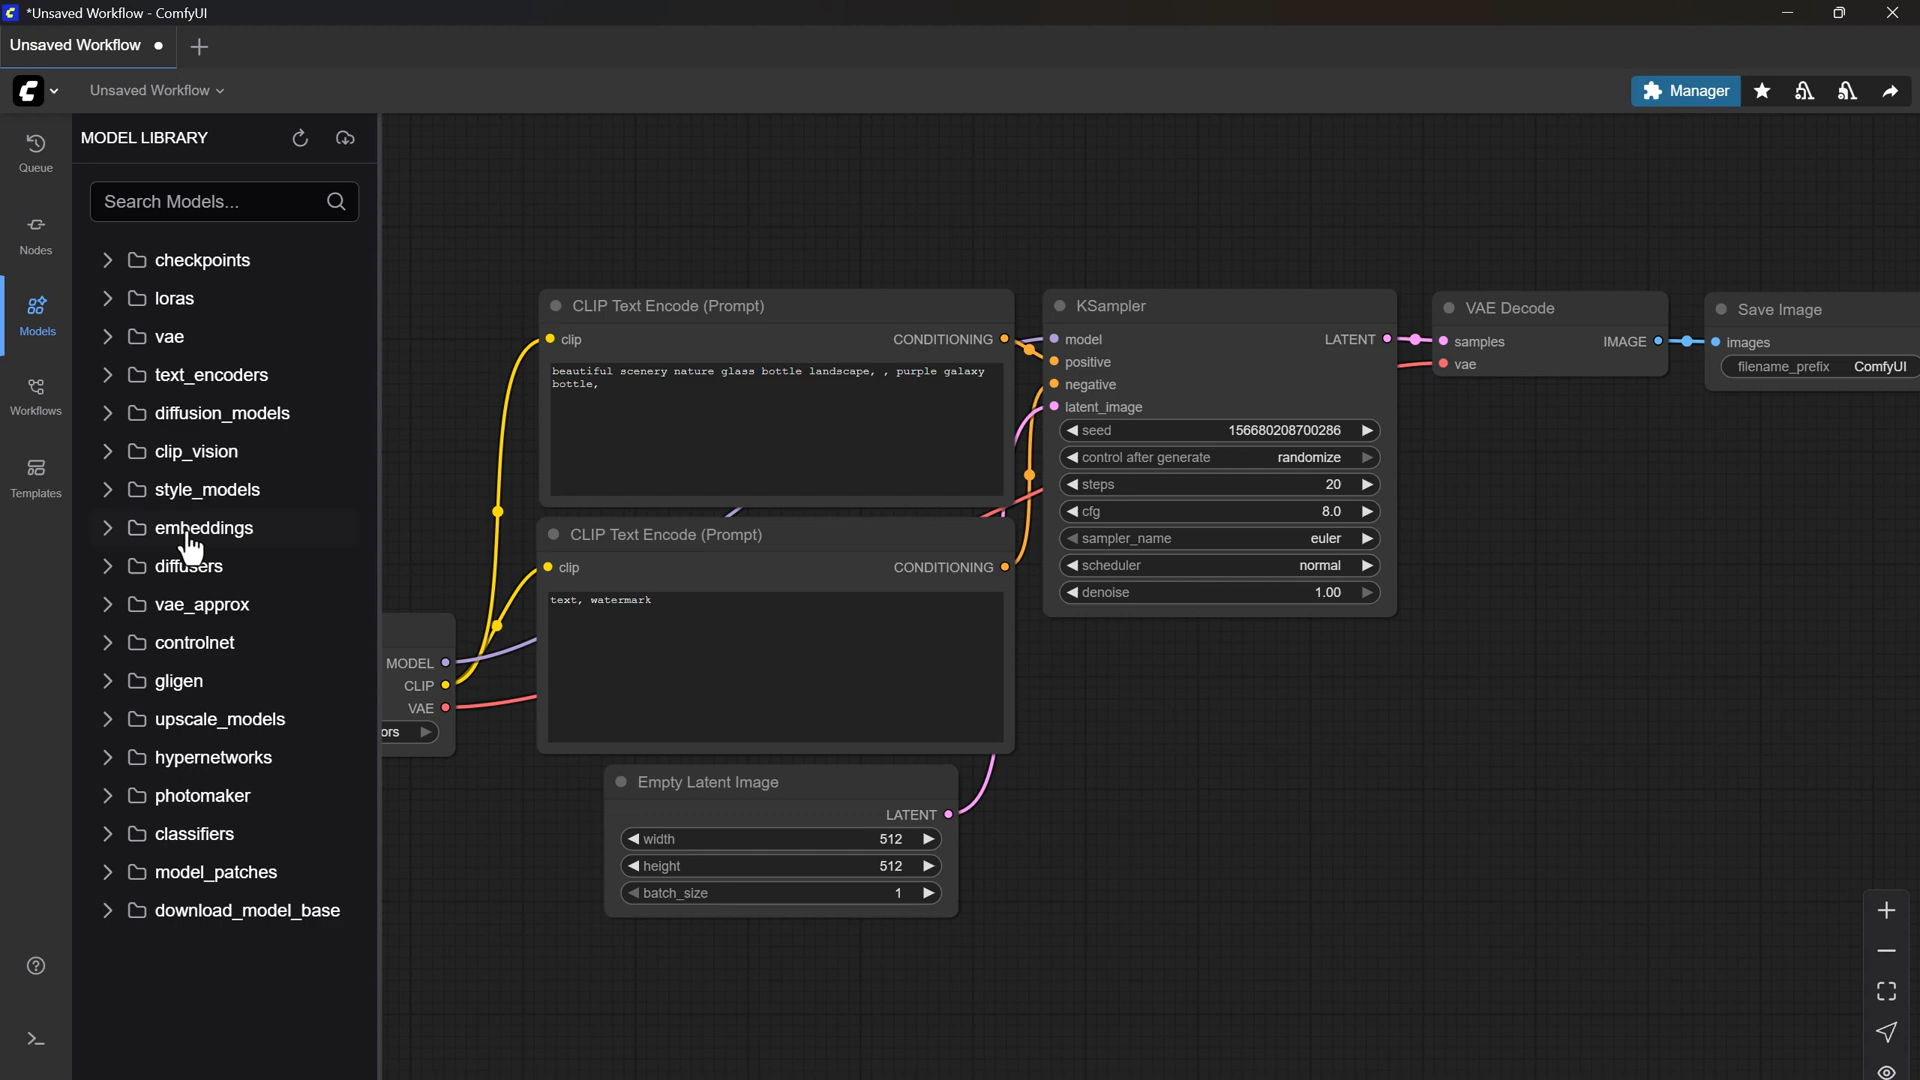 *Unsaved Workflow - ComfyUI
Unsaved Workflow
Unsaved Workflow
Manager
Queue
Nodes
Models
Workflows
Templates
MODEL LIBRARY
Search Models...
checkpoints
loras
vae
text_encoders
diffusion_models
clip_vision
style_models
embeddings
diffusers
vae_approx
controlnet
gligen
upscale_models
hypernetworks
photomaker
classifiers
model_patches
download_model_base
MODEL
CLIP
VAE
ors
CLIP Text Encode (Prompt)
clip CONDITIONING
beautiful scenery nature glass bottle landscape, , purple galaxy
bottle,
CLIP Text Encode (Prompt)
clip CONDITIONING
text, watermark
Empty Latent Image
LATENT
width 512
height 512
batch_size 1
KSampler
model LATENT
positive
negative
latent_image
seed 156680208700286
control after generate randomize
steps 20
cfg 8.0
sampler_name euler
scheduler normal
denoise 1.00
VAE Decode
samples IMAGE
vae
Save Image
images
filename_prefix ComfyUI